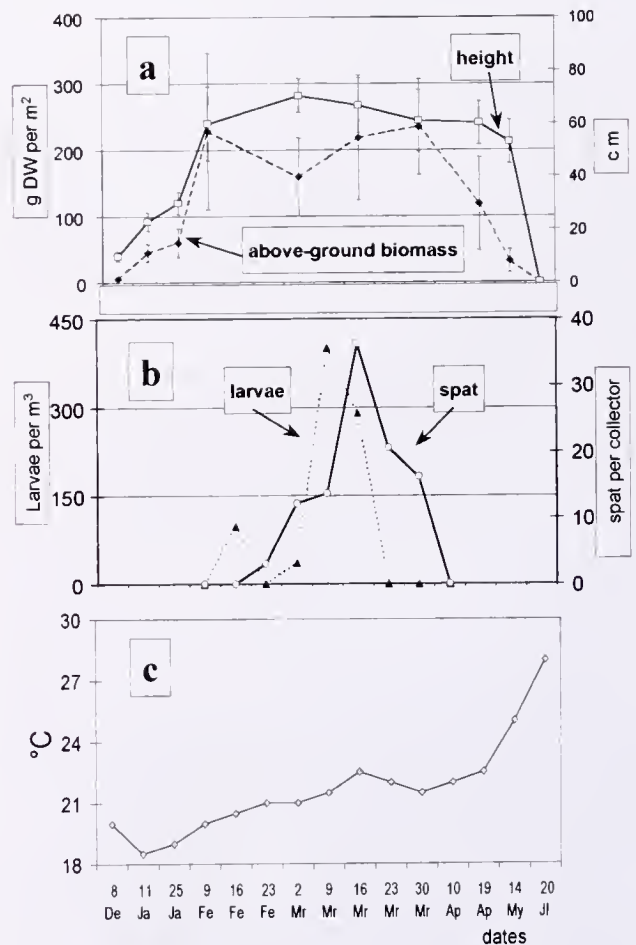 400
300
200
100
0
g DW per m²
a
height
above-ground biomass
100
80
60
40
20
0
c m
450
300
150
0
Larvae per m³
b
larvae
spat
40
30
20
10
0
spat per collector
30
27
24
21
18
°C
c
8 11 25 9 16 23 2 9 16 23 30 10 19 14 20
De Ja Ja Fe Fe Fe Mr Mr Mr Mr Mr Ap Ap My Jl
dates